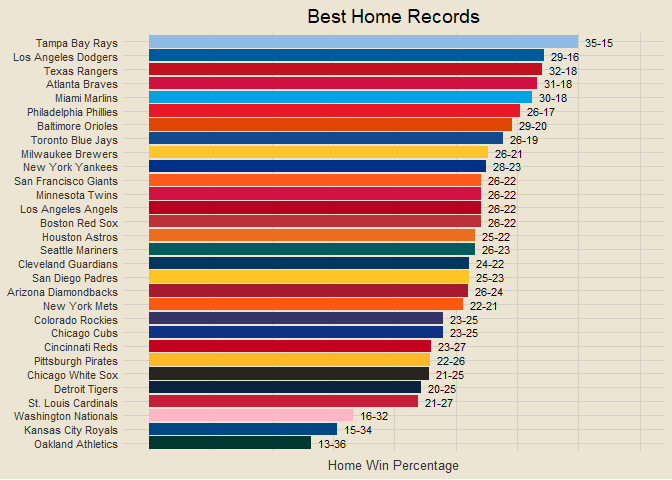 Best Home Records
Tampa Bay Rays 35-15
Los Angeles Dodgers 29-16
Texas Rangers 32-18
Atlanta Braves 31-18
Miami Marlins 30-18
Philadelphia Phillies 26-17
Baltimore Orioles 29-20
Toronto Blue Jays 26-19
Milwaukee Brewers 26-21
New York Yankees 28-23
San Francisco Giants 26-22
Minnesota Twins 26-22
Los Angeles Angels 26-22
Boston Red Sox 26-22
Houston Astros 25-22
Seattle Mariners 26-23
Cleveland Guardians 24-22
San Diego Padres 25-23
Arizona Diamondbacks 26-24
New York Mets 22-21
Colorado Rockies 23-25
Chicago Cubs 23-25
Cincinnati Reds 23-27
Pittsburgh Pirates 22-26
Chicago White Sox 21-25
Detroit Tigers 20-25
St. Louis Cardinals 21-27
Washington Nationals 16-32
Kansas City Royals 15-34
Oakland Athletics 13-36
Home Win Percentage